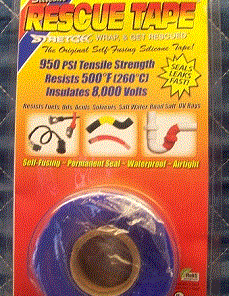 RESCUE TAPE
STRETCH, WRAP, & GET RESCUED
The Original Self-Fusing Silicone Tape!
950 PSI Tensile Strength
Resists 500°F (260°C)
Insulates 8,000 Volts
SEALS
LEAKS
FAST!
Resists Fuels Oils Acids Solvents Salt Water Road Salt UV Rays
Self-Fusing ~ Permanent Seal ~ Waterproof ~ Airtight